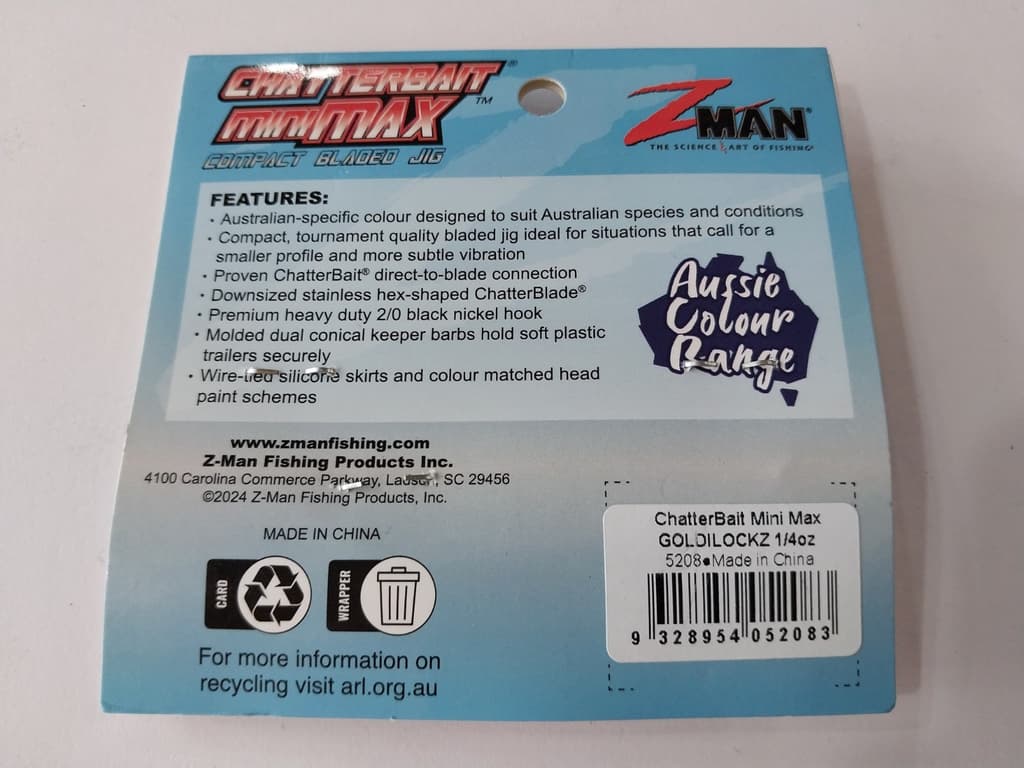 CHATTERBAIT®
MINIMAX™
COMPACT BLADED JIG
ZMAN®
THE SCIENCE & ART OF FISHING
FEATURES:
• Australian-specific colour designed to suit Australian species and conditions
• Compact, tournament quality bladed jig ideal for situations that call for a
smaller profile and more subtle vibration
• Proven ChatterBait® direct-to-blade connection
• Downsized stainless hex-shaped ChatterBlade®
• Premium heavy duty 2/0 black nickel hook
• Molded dual conical keeper barbs hold soft plastic
trailers securely
• Wire-tied silicone skirts and colour matched head
paint schemes
Aussie
Colour
Range
www.zmanfishing.com
Z-Man Fishing Products Inc.
4100 Carolina Commerce Parkway, SC 29456
©2024 Z-Man Fishing Products, Inc.
MADE IN CHINA
CARD
WRAPPER
For more information on
recycling visit arl.org.au
ChatterBait Mini Max
GOLDILOCKZ 1/4oz
5208•Made in China
9 328954 052083